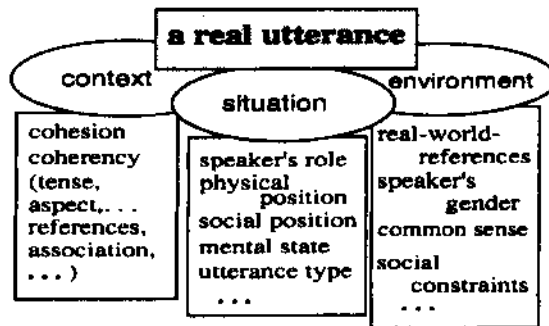 a real utterance
context
situation
environment
cohesion
coherency
(tense,
aspect,...
references,
association,
...)
speaker's role
physical
position
social position
mental state
utterance type
...
real-world-
references
speaker's
gender
common sense
social
constraints
...